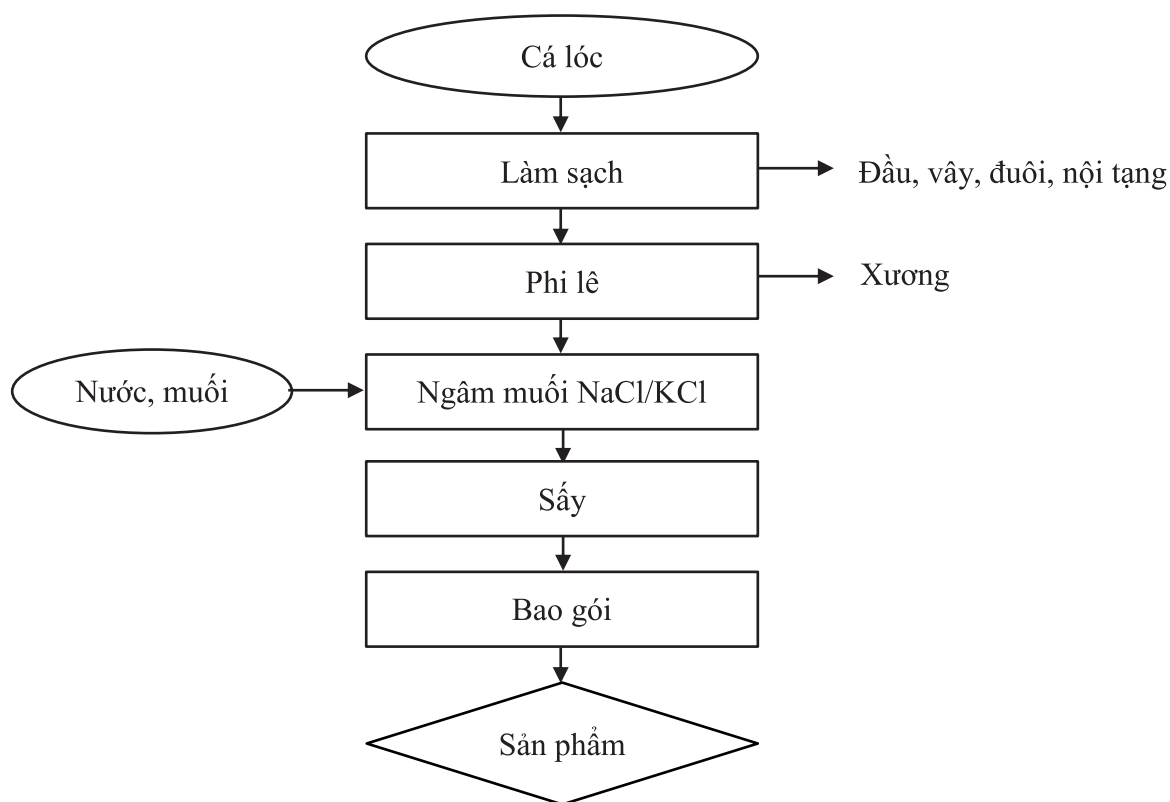 Cá lóc
Làm sạch
Đầu, vây, đuôi, nội tạng
Phi lê
Xương
Nước, muối
Ngâm muối NaCl/KCl
Sấy
Bao gói
Sản phẩm